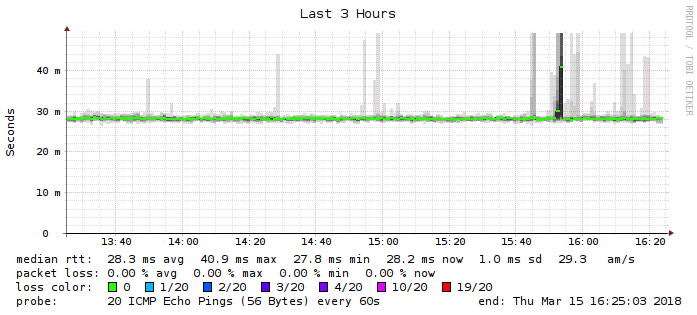 Last 3 Hours
RRDTOOL / TOBI OETIKER
Seconds
40 m
30 m
20 m
10 m
0
13:40 14:00 14:20 14:40 15:00 15:20 15:40 16:00 16:20
median rtt: 28.3 ms avg 40.9 ms max 27.8 ms min 28.2 ms now 1.0 ms sd 29.3 am/s
packet loss: 0.00 % avg 0.00 % max 0.00 % min 0.00 % now
loss color: 0 1/20 2/20 3/20 4/20 10/20 19/20
probe: 20 ICMP Echo Pings (56 Bytes) every 60s end: Thu Mar 15 16:25:03 2018